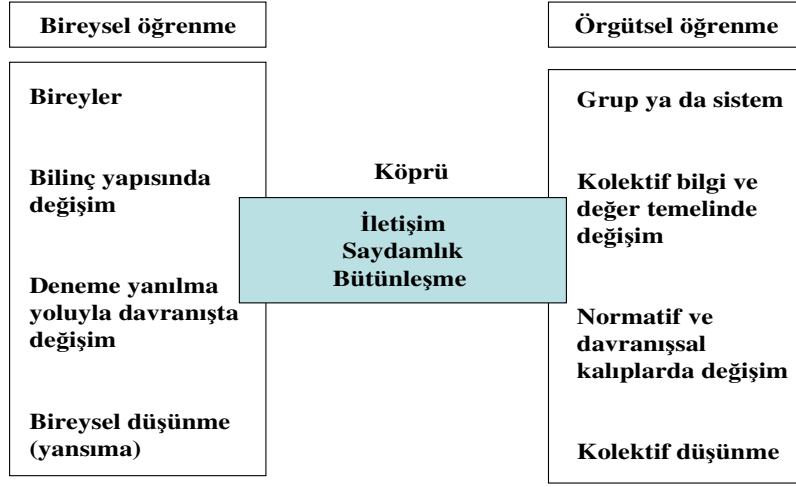 Bireysel öğrenme
Bireyler
Bilinç yapısında
değişim
Deneme yanılma
yoluyla davranışta
değişim
Bireysel düşünme
(yansıma)
Köprü
İletişim
Saydamlık
Bütünleşme
Örgütsel öğrenme
Grup ya da sistem
Kolektif bilgi ve
değer temelinde
değişim
Normatif ve
davranışsal
kalıplarda değişim
Kolektif düşünme